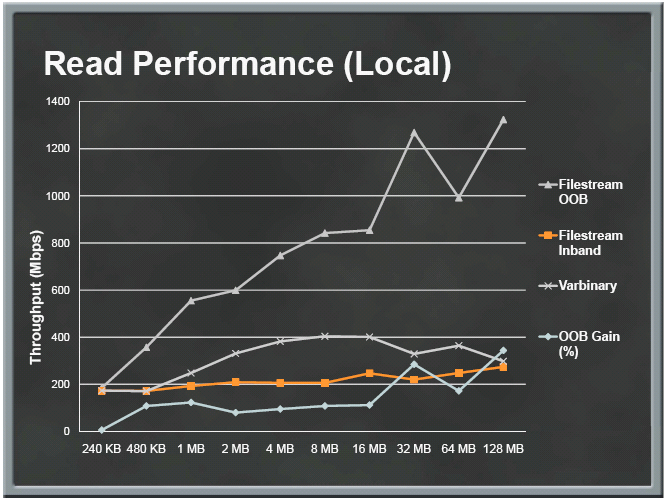 Read Performance (Local)
1400
1200
1000
800
600
400
200
0
Throughput (Mbps)
240 KB 480 KB 1 MB 2 MB 4 MB 8 MB 16 MB 32 MB 64 MB 128 MB
Filestream
OOB
Filestream
Inband
Varbinary
OOB Gain
(%)